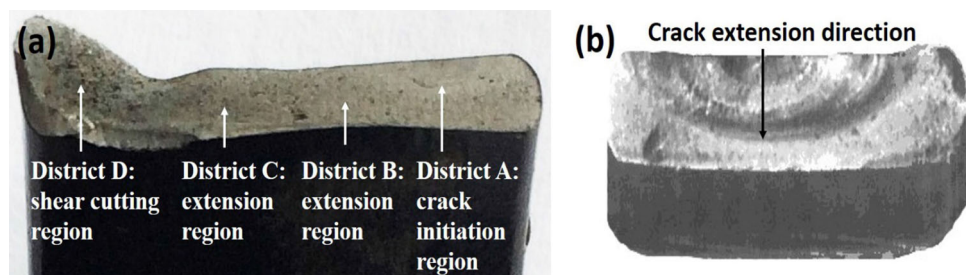 (a)
District D:
shear cutting
region
District C:
extension
region
District B:
extension
region
District A:
crack
initiation
region
(b)
Crack extension direction